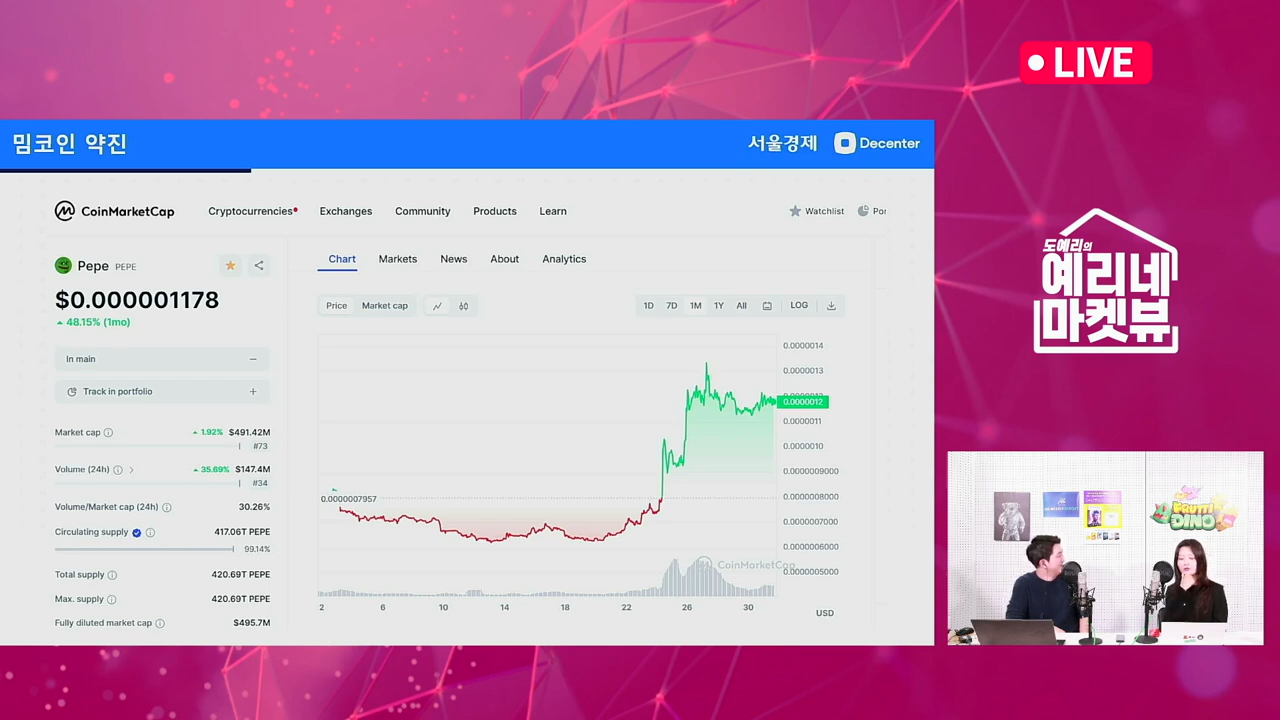 LIVE
밈코인 약진
서울경제 Decenter
CoinMarketCap
Cryptocurrencies Exchanges Community Products Learn
Watchlist Por
Pepe PEPE
$0.000001178
48.15% (1mo)
In main
Track in portfolio
Market cap 1.92% $491.42M
#73
Volume (24h) 35.69% $147.4M
#34
Volume/Market cap (24h) 30.26%
Circulating supply 417.06T PEPE
99.14%
Total supply 420.69T PEPE
Max. supply 420.69T PEPE
Fully diluted market cap $495.7M
Chart Markets News About Analytics
Price Market cap
1D 7D 1M 1Y All LOG
0.0000014
0.0000013
0.0000012
0.0000011
0.0000010
0.0000009000
0.0000008000
0.0000007000
0.0000006000
0.0000005000
0.0000007957
CoinMarketCap
2 6 10 14 18 22 26 30
USD
도예리의
예리네
마켓뷰
FRUTTI
DINO